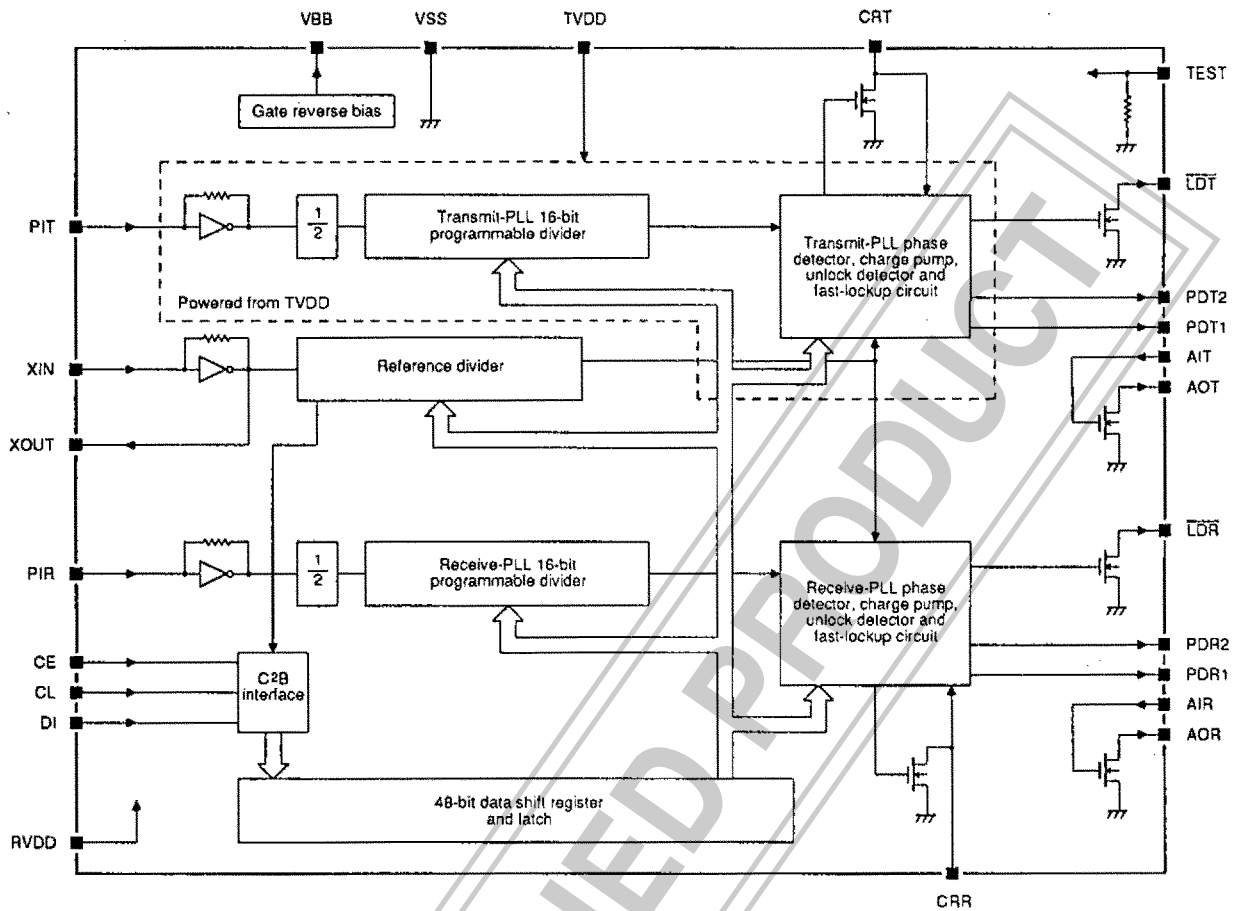 VBB
VSS
TVDD
CRT
TEST
Gate reverse bias
LDT
PIT
1
2
Transmit-PLL 16-bit
programmable divider
Transmit-PLL phase
detector, charge pump,
unlock detector and
fast-lockup circuit
Powered from TVDD
PDT2
PDT1
XIN
Reference divider
AIT
AOT
XOUT
LDR
PIR
1
2
Receive-PLL 16-bit
programmable divider
Receive-PLL phase
detector, charge pump,
unlock detector and
fast-lockup circuit
PDR2
PDR1
CE
CL
DI
C²B
interface
AIR
AOR
48-bit data shift register
and latch
RVDD
CRR
NED PRODUCT